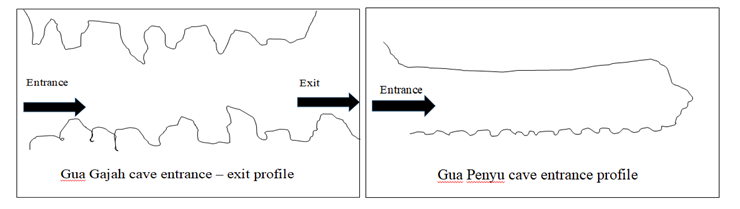 Entrance
Exit
Gua Gajah cave entrance – exit profile
Entrance
Gua Penyu cave entrance profile